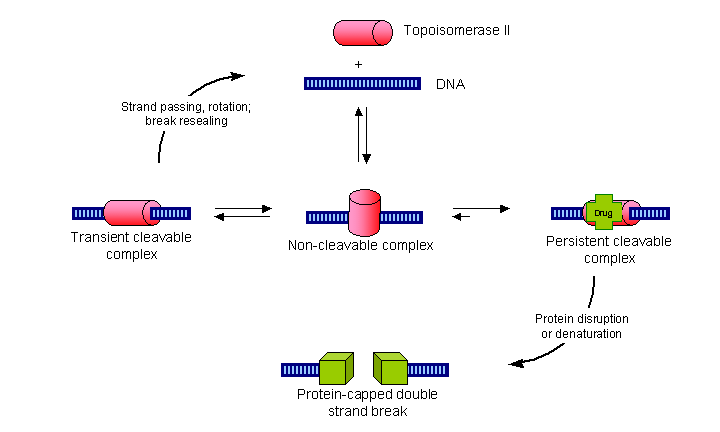 Topoisomerase II
+
DNA
Strand passing, rotation;
break resealing
Transient cleavable
complex
Non-cleavable complex
Drug
Persistent cleavable
complex
Protein disruption
or denaturation
Protein-capped double
strand break